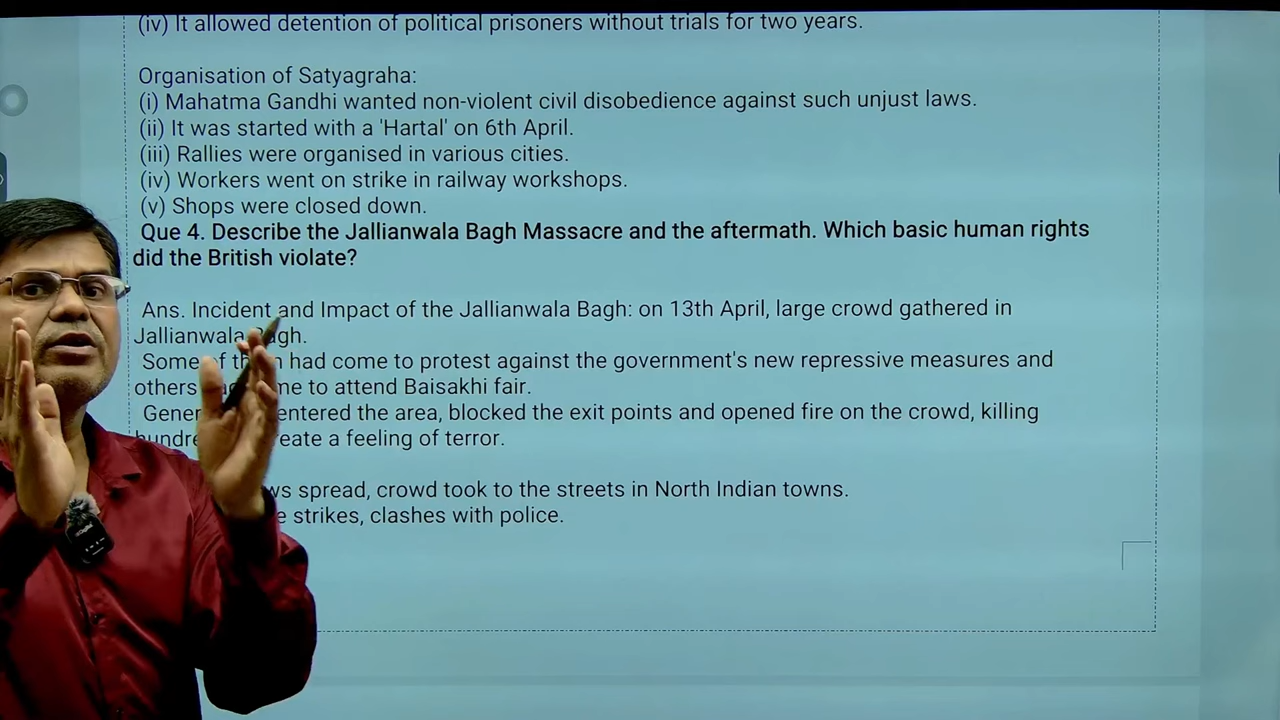 (iv) It allowed detention of political prisoners without trials for two years.
Organisation of Satyagraha:
(i) Mahatma Gandhi wanted non-violent civil disobedience against such unjust laws.
(ii) It was started with a 'Hartal' on 6th April.
(iii) Rallies were organised in various cities.
(iv) Workers went on strike in railway workshops.
(v) Shops were closed down.
Que 4. Describe the Jallianwala Bagh Massacre and the aftermath. Which basic human rights
did the British violate?
Ans. Incident and Impact of the Jallianwala Bagh: on 13th April, large crowd gathered in
Jallianwala Bagh.
Some of them had come to protest against the government's new repressive measures and
others to attend Baisakhi fair.
entered the area, blocked the exit points and opened fire on the crowd, killing
a feeling of terror.
spread, crowd took to the streets in North Indian towns.
strikes, clashes with police.